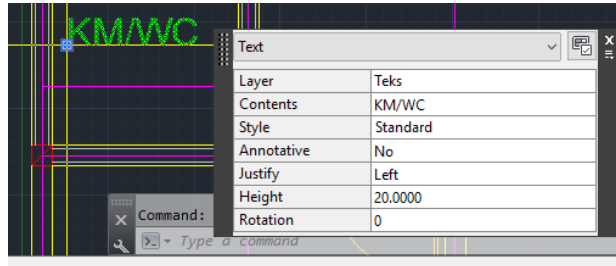 KM/WC
Text
Layer Teks
Contents KM/WC
Style Standard
Annotative No
Justify Left
Height 20.0000
Rotation 0
Command:
Type a command